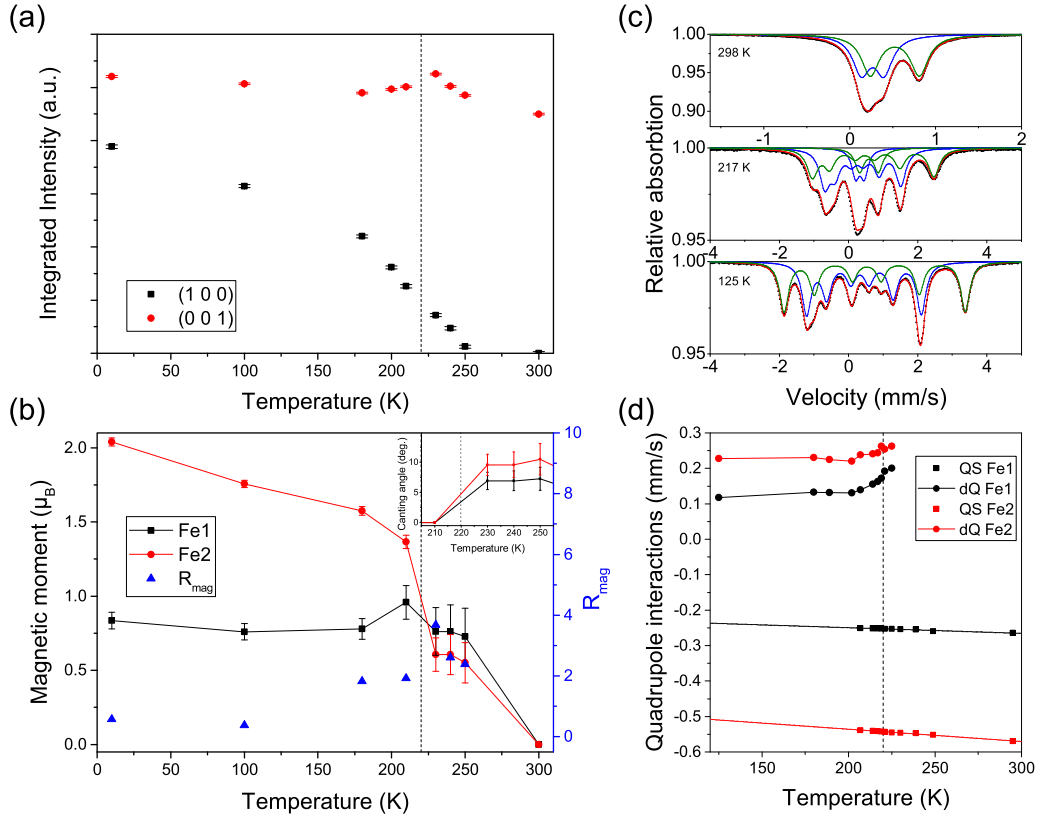 (a)
Integrated Intensity (a.u.)
(1 0 0)
(0 0 1)
0 50 100 150 200 250 300
Temperature (K)
(b)
Magnetic moment (μB)
2.0
1.5
1.0
0.5
0.0
Fe1
Fe2
Rmag
Canting angle (deg.)
10
5
0
210 220 230 240 250
Temperature (K)
10
8
6
4
2
0
Rmag
0 50 100 150 200 250 300
Temperature (K)
(c)
Relative absorbtion
1.00
0.95
0.90
298 K
-1 0 1 2
1.00
0.95
217 K
-4 -2 0 2 4
1.00
0.95
125 K
-4 -2 0 2 4
Velocity (mm/s)
(d)
Quadrupole interactions (mm/s)
0.3
0.2
0.1
0.0
-0.1
-0.2
-0.3
-0.5
-0.6
QS Fe1
dQ Fe1
QS Fe2
dQ Fe2
150 200 250 300
Temperature (K)